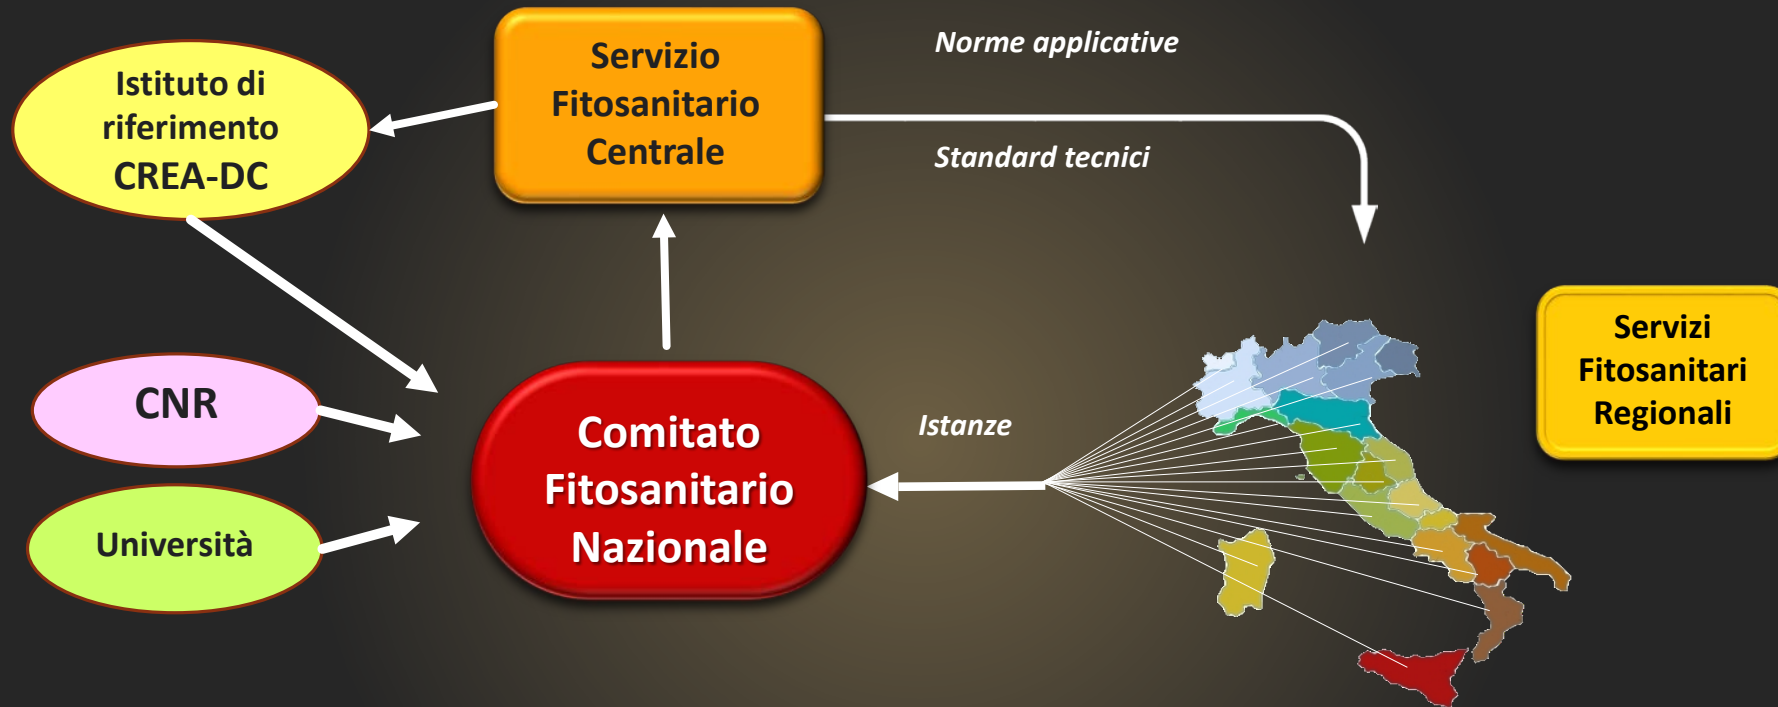 Istituto di
riferimento
CREA-DC
Servizio
Fitosanitario
Centrale
Norme applicative
Standard tecnici
Servizi
Fitosanitari
Regionali
CNR
Università
Comitato
Fitosanitario
Nazionale
Istanze